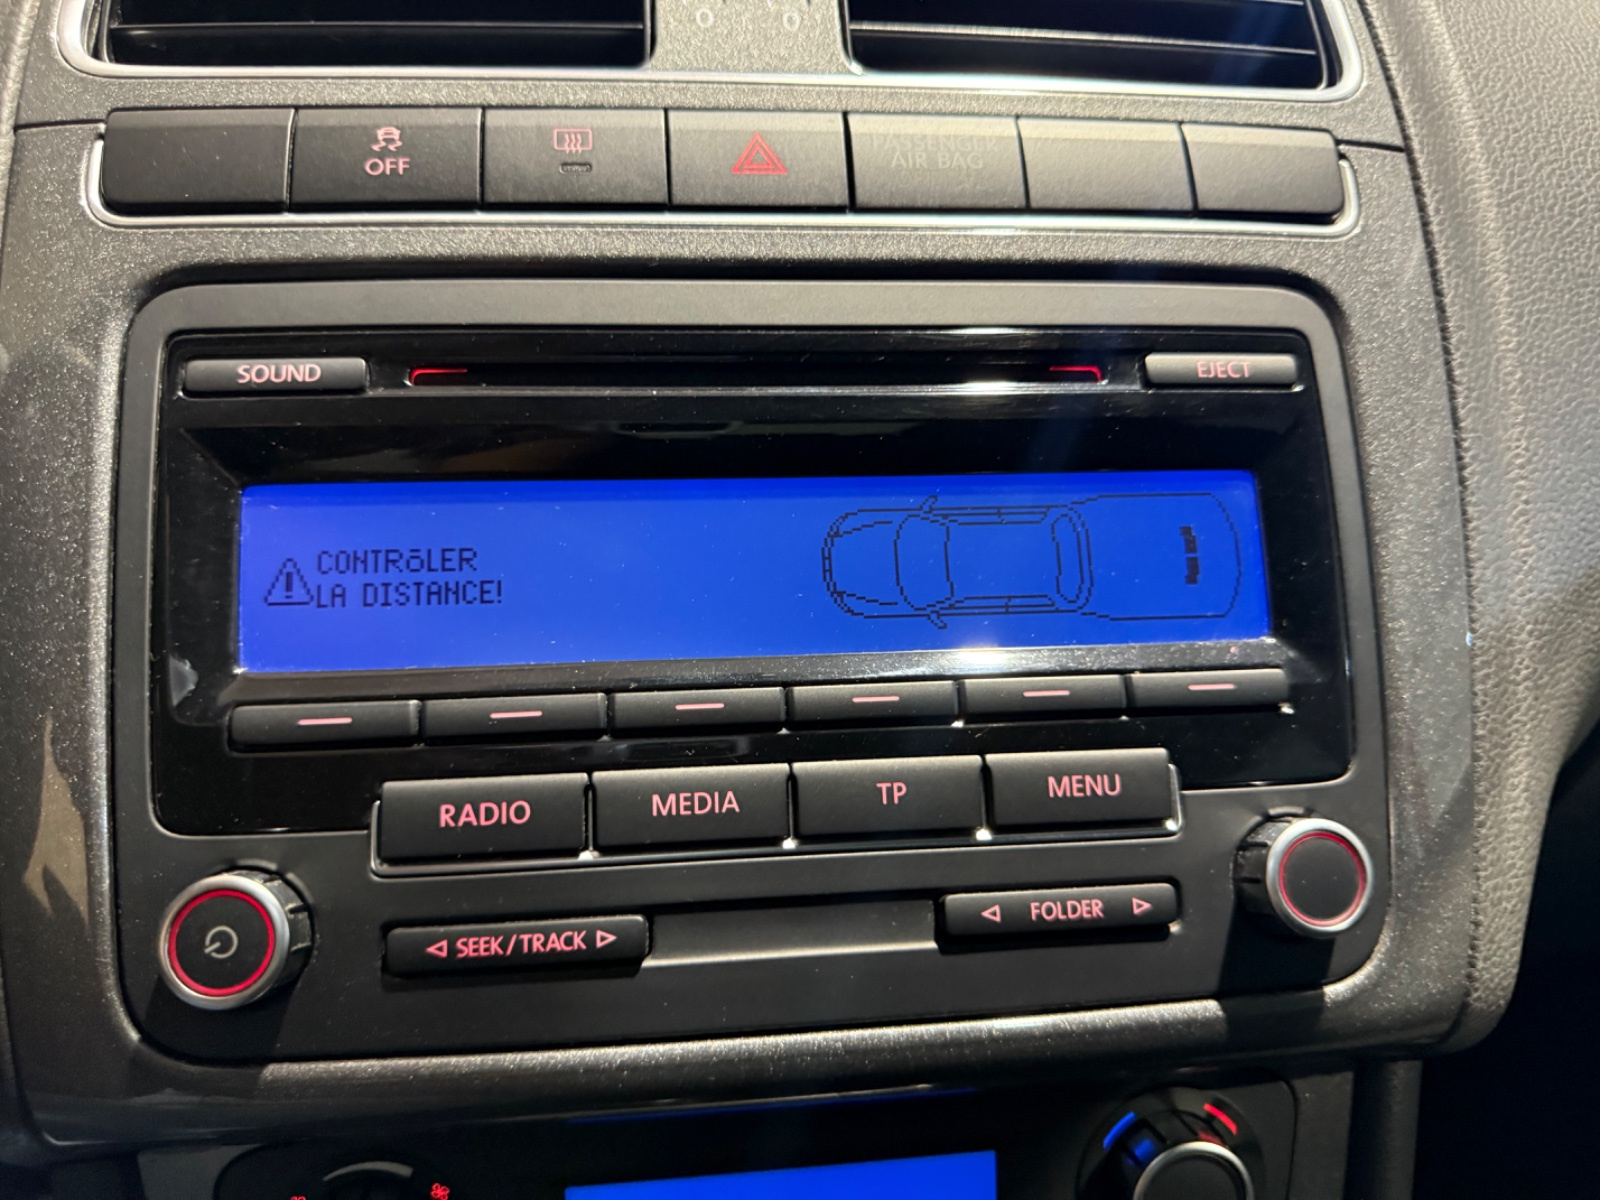 OFF
PASSENGER
AIR BAG
SOUND
EJECT
CONTRôLER
LA DISTANCE!
RADIO
MEDIA
TP
MENU
SEEK/TRACK
FOLDER